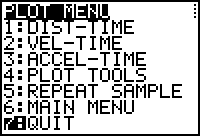 PLOT MENU
1:DIST-TIME
2:VEL-TIME
3:ACCEL-TIME
4:PLOT TOOLS
5:REPEAT SAMPLE
6:MAIN MENU
7:QUIT